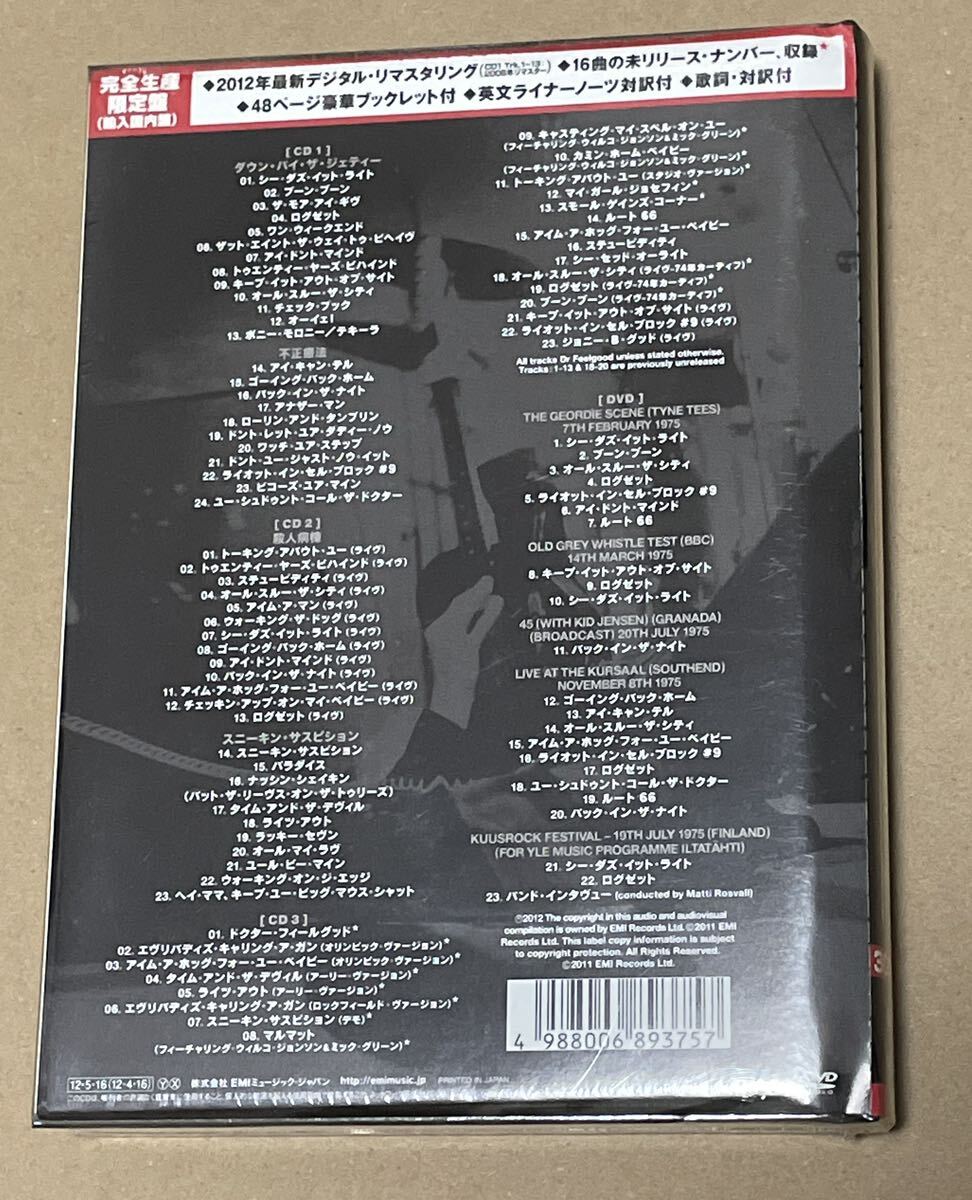 完全生産
限定盤
(輸入国内盤)
◆2012年最新デジタル・リマスタリング(CD1 Trk.1-13: 2006年リマスター) ◆16曲の未リリース・ナンバー、収録*
◆48ページ豪華ブックレット付 ◆英文ライナーノーツ対訳付 ◆歌詞・対訳付
[CD 1]
ダウン・バイ・ザ・ジェティー
01. シー・ダズ・イット・ライト
02. ブーン・ブーン
03. ザ・モア・アイ・ギヴ
04. ログゼット
05. ワン・ウィークエンド
06. ザット・エイント・ザ・ウェイ・トゥ・ビヘイヴ
07. アイ・ドント・マインド
08. トゥエンティー・ヤーズ・ビハインド
09. キープ・イット・アウト・オブ・サイト
10. オール・スルー・ザ・シティ
11. チェック・ブック
12. オーイェ!
13. ボニー・モロニー/テキーラ
不正療法
14. アイ・キャン・テル
15. ゴーイング・バック・ホーム
16. バック・イン・ザ・ナイト
17. アナザー・マン
18. ローリン・アンド・タンブリン
19. ドント・レット・ユア・ダディー・ノウ
20. ワッチ・ユア・ステップ
21. ドント・ユー・ジャスト・ノウ・イット
22. ライオット・イン・セル・ブロック #9
23. ビコーズ・ユア・マイン
24. ユー・シュドゥント・コール・ザ・ドクター
[CD 2]
殺人病棟
01. トーキング・アバウト・ユー(ライヴ)
02. トゥエンティー・ヤーズ・ビハインド(ライヴ)
03. ステューピディティ(ライヴ)
04. オール・スルー・ザ・シティ(ライヴ)
05. アイム・ア・マン(ライヴ)
06. ウォーキング・ザ・ドッグ(ライヴ)
07. シー・ダズ・イット・ライト(ライヴ)
08. ゴーイング・バック・ホーム(ライヴ)
09. アイ・ドント・マインド(ライヴ)
10. バック・イン・ザ・ナイト(ライヴ)
11. アイム・ア・ホッグ・フォー・ユー・ベイビー(ライヴ)
12. チェッキン・アップ・オン・マイ・ベイビー(ライヴ)
13. ログゼット(ライヴ)
スニーキン・サスピション
14. スニーキン・サスピション
15. パラダイス
16. ナッシン・シェイキン
(バット・ザ・リーヴス・オン・ザ・トゥリーズ)
17. タイム・アンド・ザ・デヴィル
18. ライツ・アウト
19. ラッキー・セヴン
20. オール・マイ・ラヴ
21. ユール・ビー・マイン
22. ウォーキング・オン・ジ・エッジ
23. ヘイ・ママ、キープ・ユー・ビッグ・マウス・シャット
[CD 3]
01. ドクター・フィールグッド*
02. エヴリバディズ・キャリング・ア・ガン(オリンピック・ヴァージョン)*
03. アイム・ア・ホッグ・フォー・ユー・ベイビー(オリンピック・ヴァージョン)*
04. タイム・アンド・ザ・デヴィル(アーリー・ヴァージョン)*
05. ライツ・アウト(アーリー・ヴァージョン)*
06. エヴリバディズ・キャリング・ア・ガン(ロックフィールド・ヴァージョン)*
07. スニーキン・サスピション(デモ)*
08. マルマット
(フィーチャリング・ウィルコ・ジョンソン&ミック・グリーン)*
09. キャスティング・マイ・スペル・オン・ユー
(フィーチャリング・ウィルコ・ジョンソン&ミック・グリーン)*
10. カミン・ホーム・ベイビー
(フィーチャリング・ウィルコ・ジョンソン&ミック・グリーン)*
11. トーキング・アバウト・ユー(スタジオ・ヴァージョン)*
12. マイ・ガール・ジョセフィン*
13. スモール・ゲインズ・コーナー*
14. ルート 66
15. アイム・ア・ホッグ・フォー・ユー・ベイビー
16. ステューピディティ
17. シー・セッド・オーライト
18. オール・スルー・ザ・シティ(ライヴ-74年カーディフ)*
19. ログゼット(ライヴ-74年カーディフ)*
20. ブーン・ブーン(ライヴ-74年カーディフ)*
21. キープ・イット・アウト・オブ・サイト(ライヴ)
22. ライオット・イン・セル・ブロック #9(ライヴ)
23. ジョニー・B・グッド(ライヴ)
All tracks Dr Feelgood unless stated otherwise.
Tracks: 1-13 & 18-20 are previously unreleased
[DVD]
THE GEORDIE SCENE (TYNE TEES)
7TH FEBRUARY 1975
1. シー・ダズ・イット・ライト
2. ブーン・ブーン
3. オール・スルー・ザ・シティ
4. ログゼット
5. ライオット・イン・セル・ブロック #9
6. アイ・ドント・マインド
7. ルート 66
OLD GREY WHISTLE TEST (BBC)
14TH MARCH 1975
8. キープ・イット・アウト・オブ・サイト
9. ログゼット
10. シー・ダズ・イット・ライト
45 (WITH KID JENSEN) (GRANADA)
(BROADCAST) 20TH JULY 1975
11. バック・イン・ザ・ナイト
LIVE AT THE KURSAAL (SOUTHEND)
NOVEMBER 8TH 1975
12. ゴーイング・バック・ホーム
13. アイ・キャン・テル
14. オール・スルー・ザ・シティ
15. アイム・ア・ホッグ・フォー・ユー・ベイビー
16. ライオット・イン・セル・ブロック #9
17. ログゼット
18. ユー・シュドゥント・コール・ザ・ドクター
19. ルート 66
20. バック・イン・ザ・ナイト
KUUSROCK FESTIVAL – 19TH JULY 1975 (FINLAND)
(FOR YLE MUSIC PROGRAMME ILTATÄHTI)
21. シー・ダズ・イット・ライト
22. ログゼット
23. バンド・インタヴュー (conducted by Matti Rosvall)
℗2012 The copyright in this audio and audiovisual
compilation is owned by EMI Records Ltd. ©2011 EMI
Records Ltd. This label copy information is subject
to copyright protection. All Rights Reserved.
©2011 EMI Records Ltd.
4 988006 893757
12・5・16(12・4・16) Y X 株式会社 EMIミュージック・ジャパン http://emimusic.jp PRINTED IN JAPAN
3